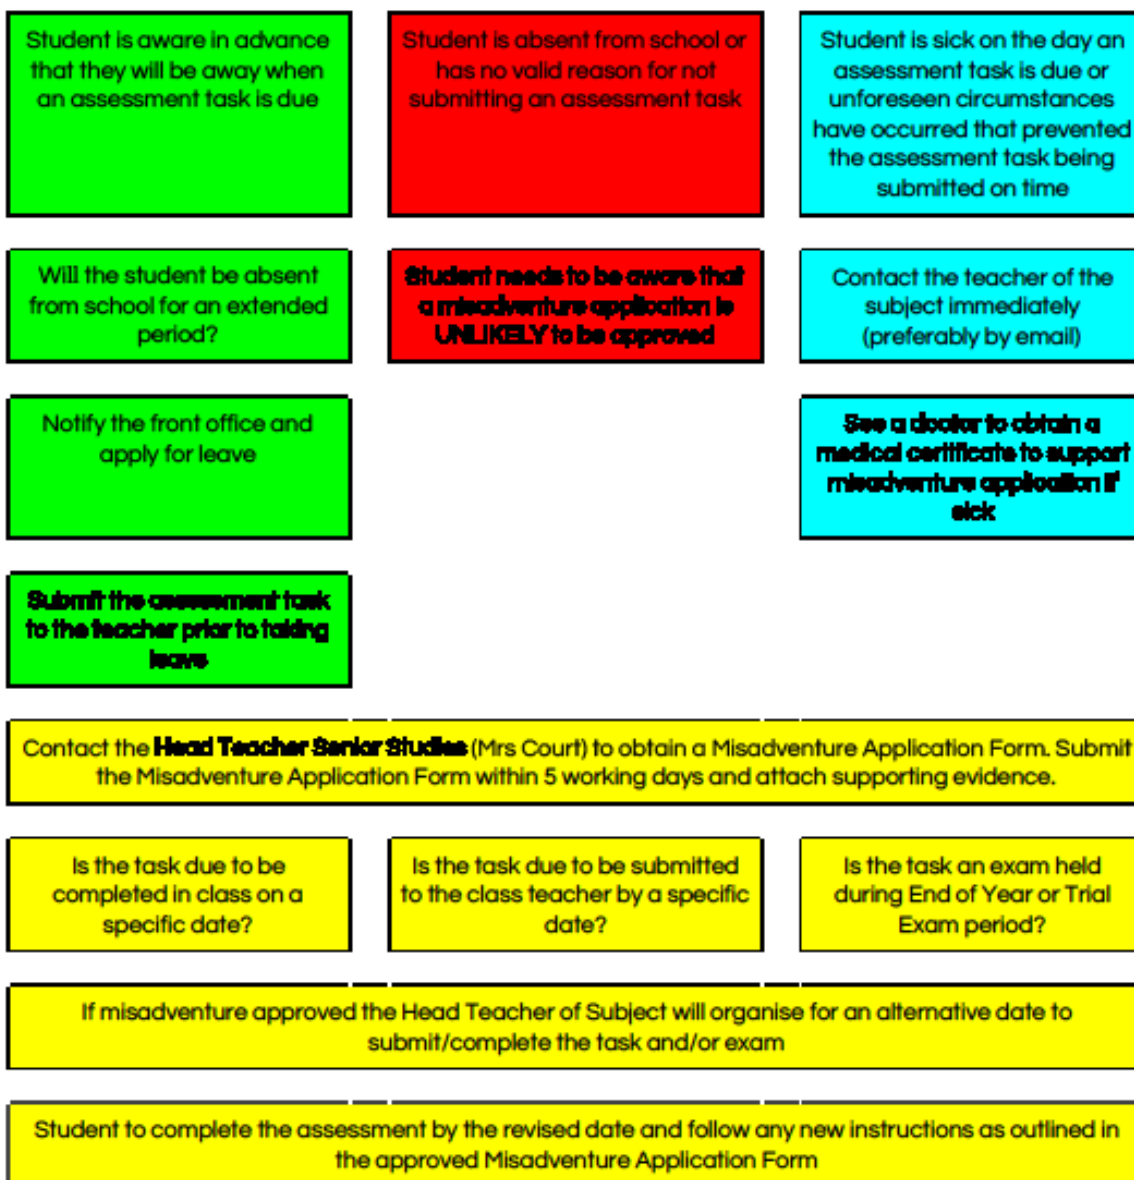 Student is aware in advance
that they will be away when
an assessment task is due
Student is absent from school or
has no valid reason for not
submitting an assessment task
Student is sick on the day an
assessment task is due or
unforeseen circumstances
have occurred that prevented
the assessment task being
submitted on time
Will the student be absent
from school for an extended
period?
Student needs to be aware that
a misadventure application is
UNLIKELY to be approved
Contact the teacher of the
subject immediately
(preferably by email)
Notify the front office and
apply for leave
See a doctor to obtain a
medical certificate to support
misadventure application if
sick
Submit the assessment task
to the teacher prior to taking
leave
Contact the Head Teacher Senior Studies (Mrs Court) to obtain a Misadventure Application Form. Submit
the Misadventure Application Form within 5 working days and attach supporting evidence.
Is the task due to be
completed in class on a
specific date?
Is the task due to be submitted
to the class teacher by a specific
date?
Is the task an exam held
during End of Year or Trial
Exam period?
If misadventure approved the Head Teacher of Subject will organise for an alternative date to
submit/complete the task and/or exam
Student to complete the assessment by the revised date and follow any new instructions as outlined in
the approved Misadventure Application Form